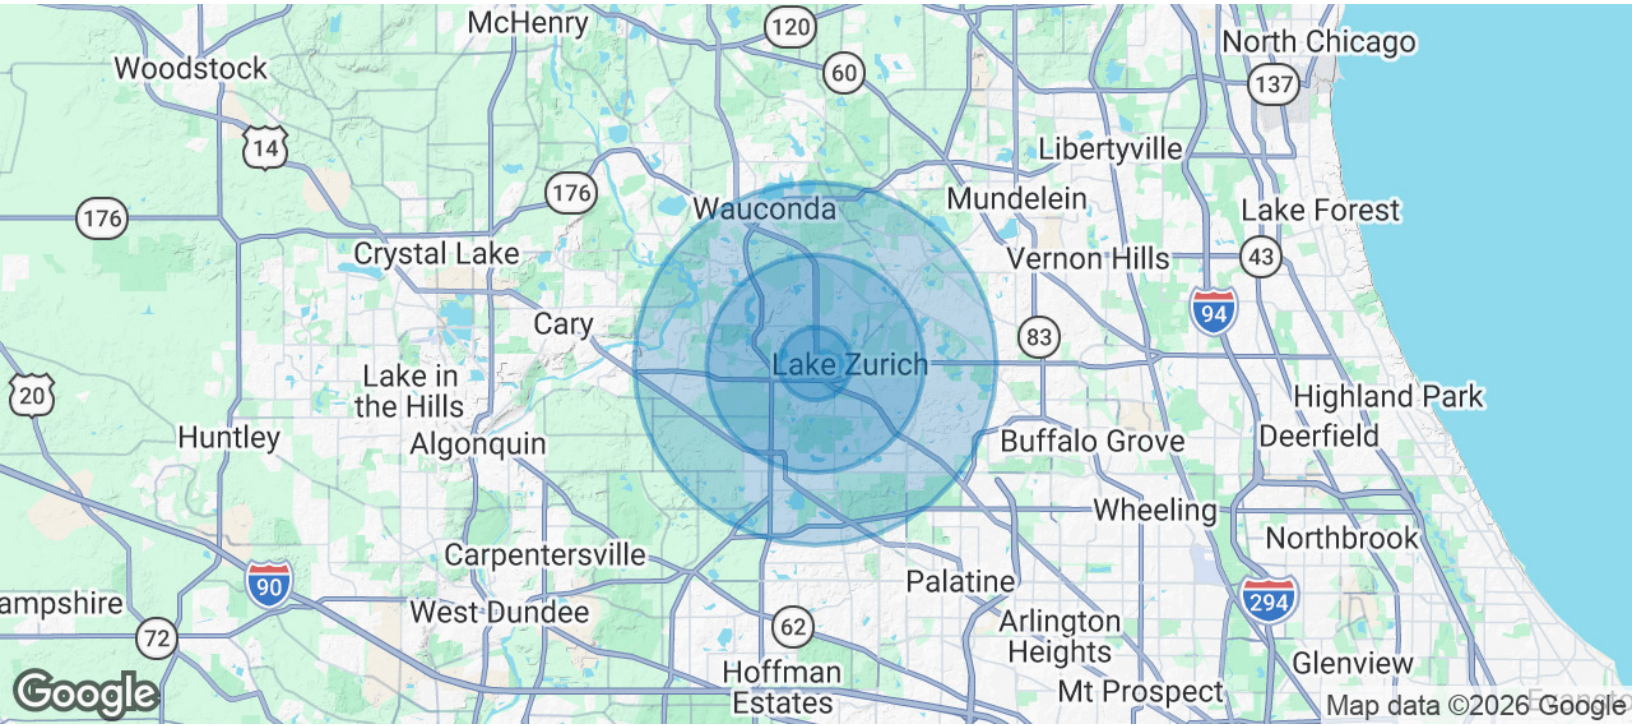 McHenry
120
North Chicago
Woodstock
60
137
14
Libertyville
176
Mundelein
Wauconda
Lake Forest
176
Crystal Lake
Vernon Hills
43
94
Cary
83
Lake Zurich
Lake in
the Hills
20
Highland Park
Huntley
Algonquin
Buffalo Grove
Deerfield
Wheeling
Northbrook
Carpentersville
90
Palatine
294
ampshire
West Dundee
72
62
Arlington
Heights
Glenview
Hoffman
Estates
Mt Prospect
Google
Map data ©2026 Google